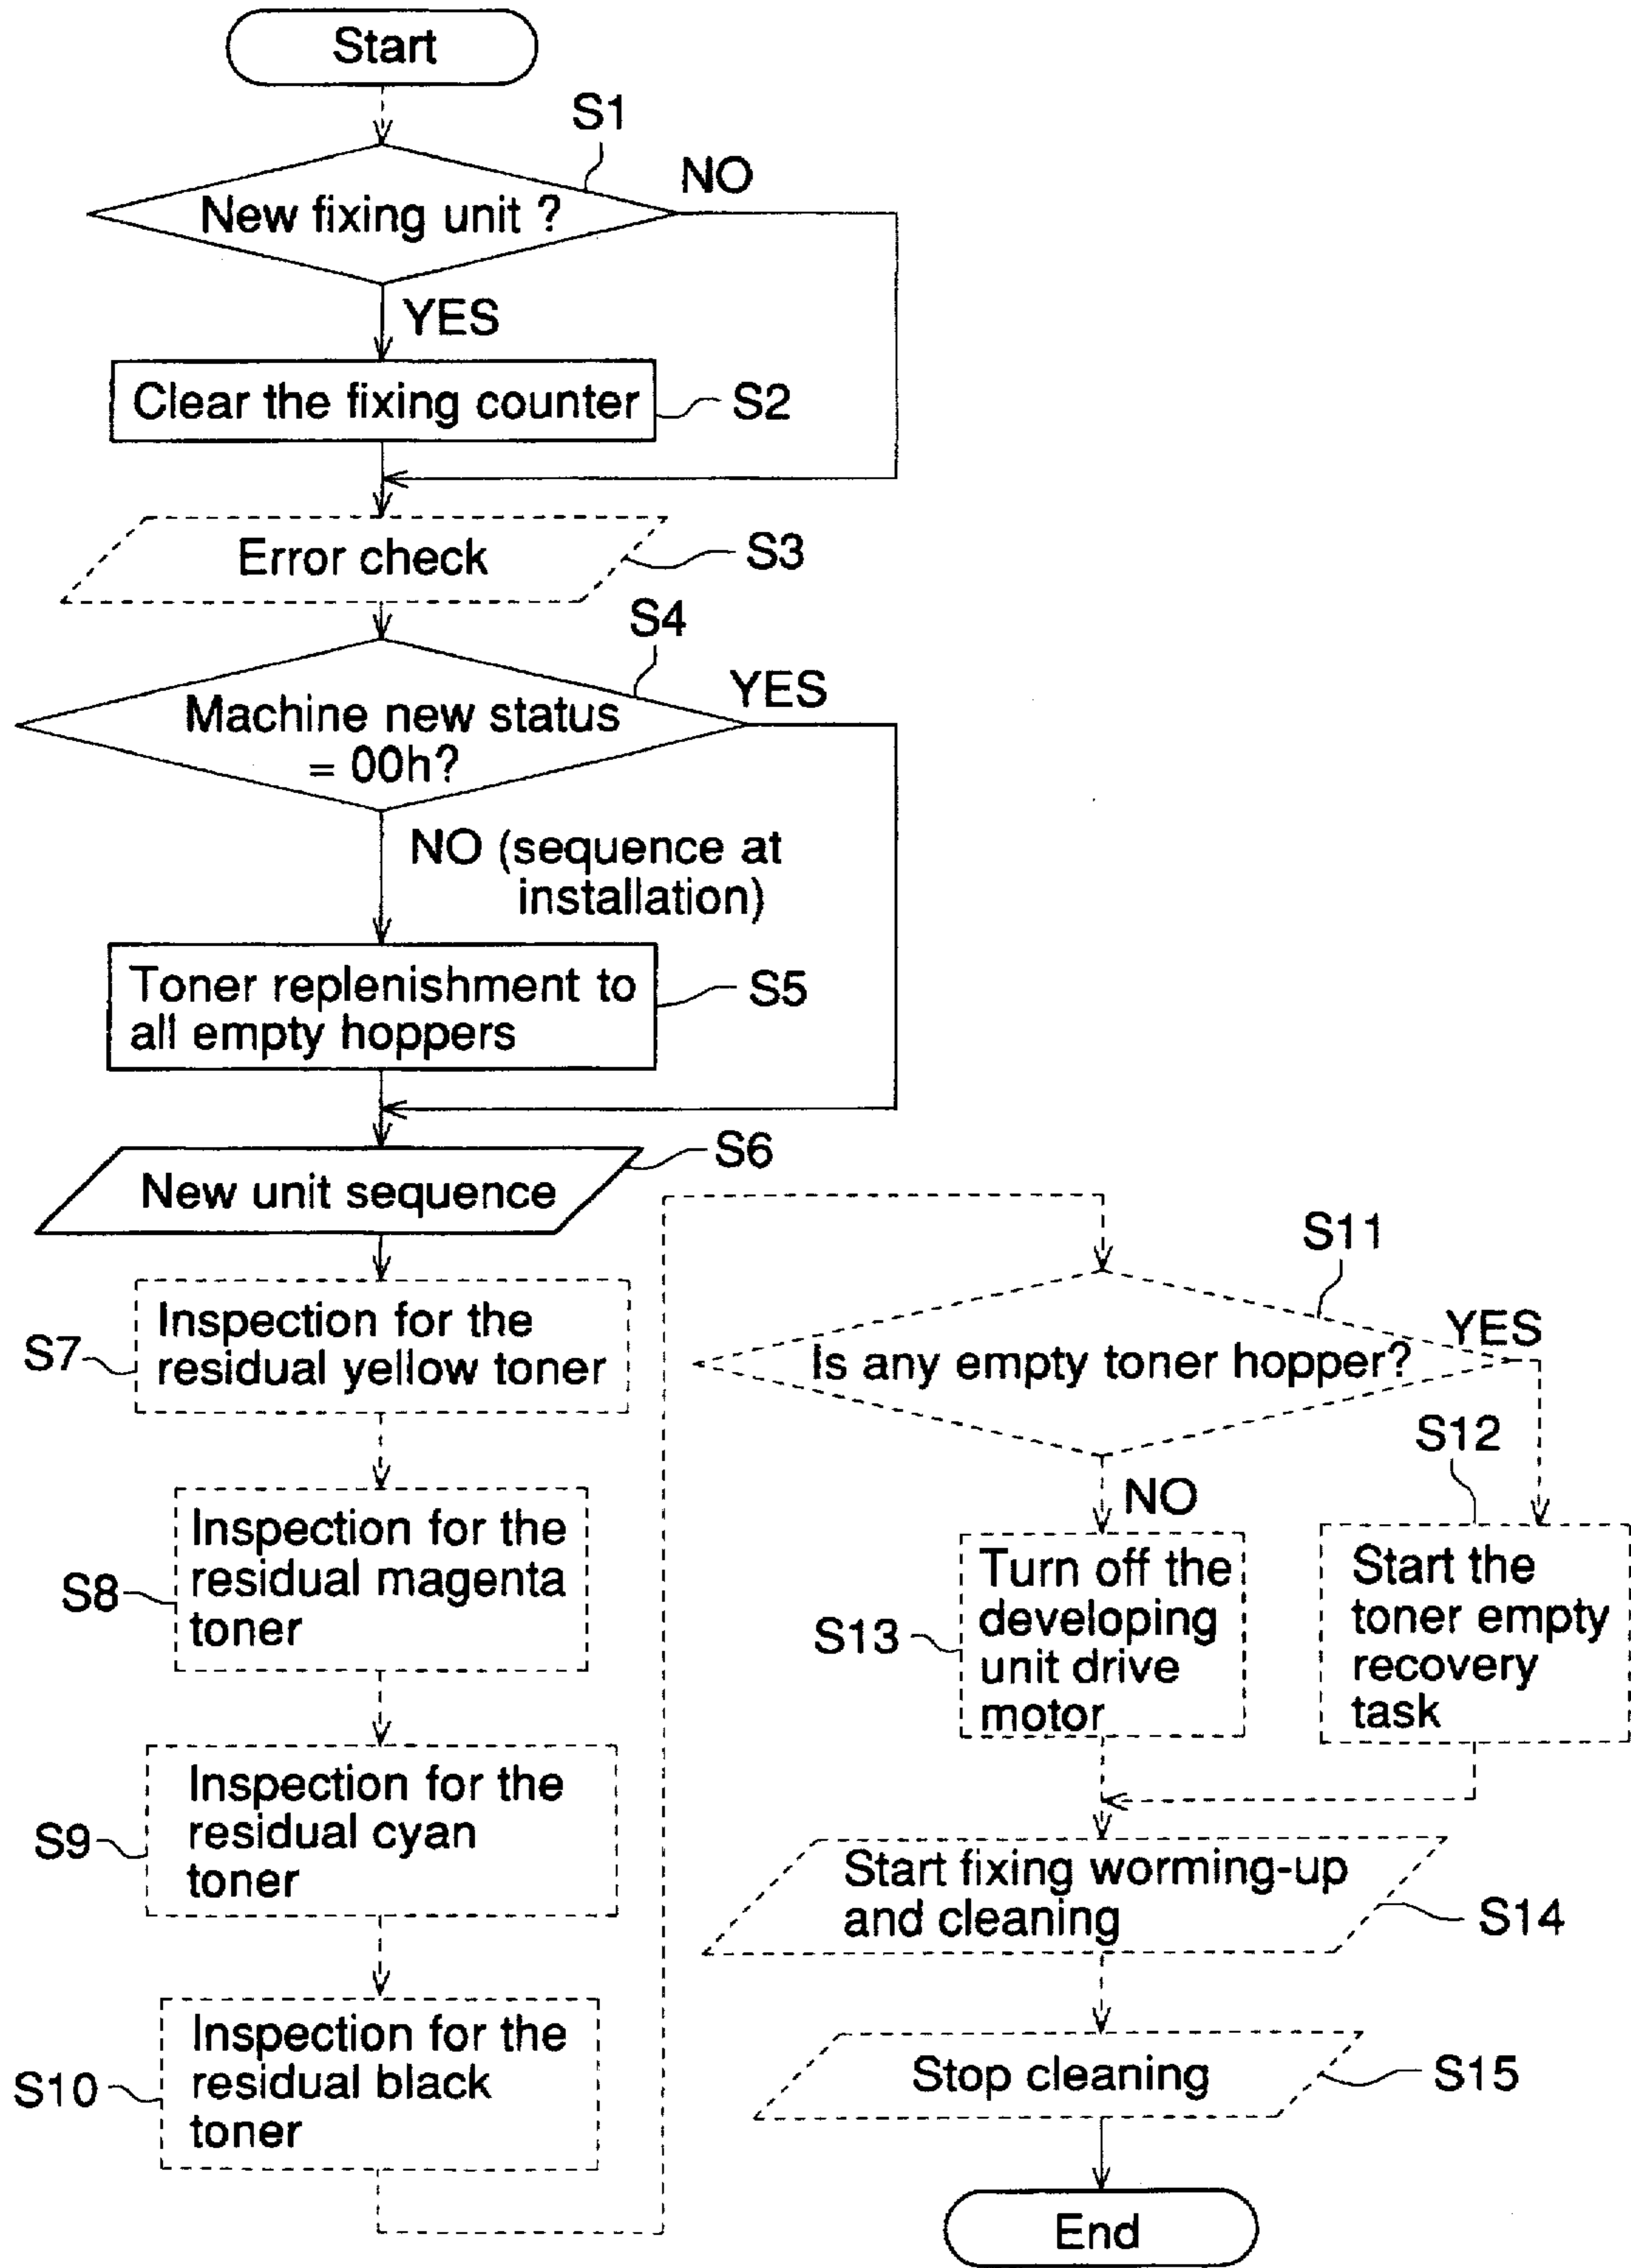 Start
S1
New fixing unit ?
NO
YES
Clear the fixing counter
S2
Error check
S3
S4
Machine new status
= 00h?
YES
NO (sequence at
installation)
Toner replenishment to
all empty hoppers
S5
New unit sequence
S6
S7
Inspection for the
residual yellow toner
S8
Inspection for the
residual magenta
toner
S9
Inspection for the
residual cyan
toner
S10
Inspection for the
residual black
toner
S11
Is any empty toner hopper?
YES
NO
S12
Start the
toner empty
recovery
task
S13
Turn off the
developing
unit drive
motor
Start fixing worming-up
and cleaning
S14
Stop cleaning
S15
End